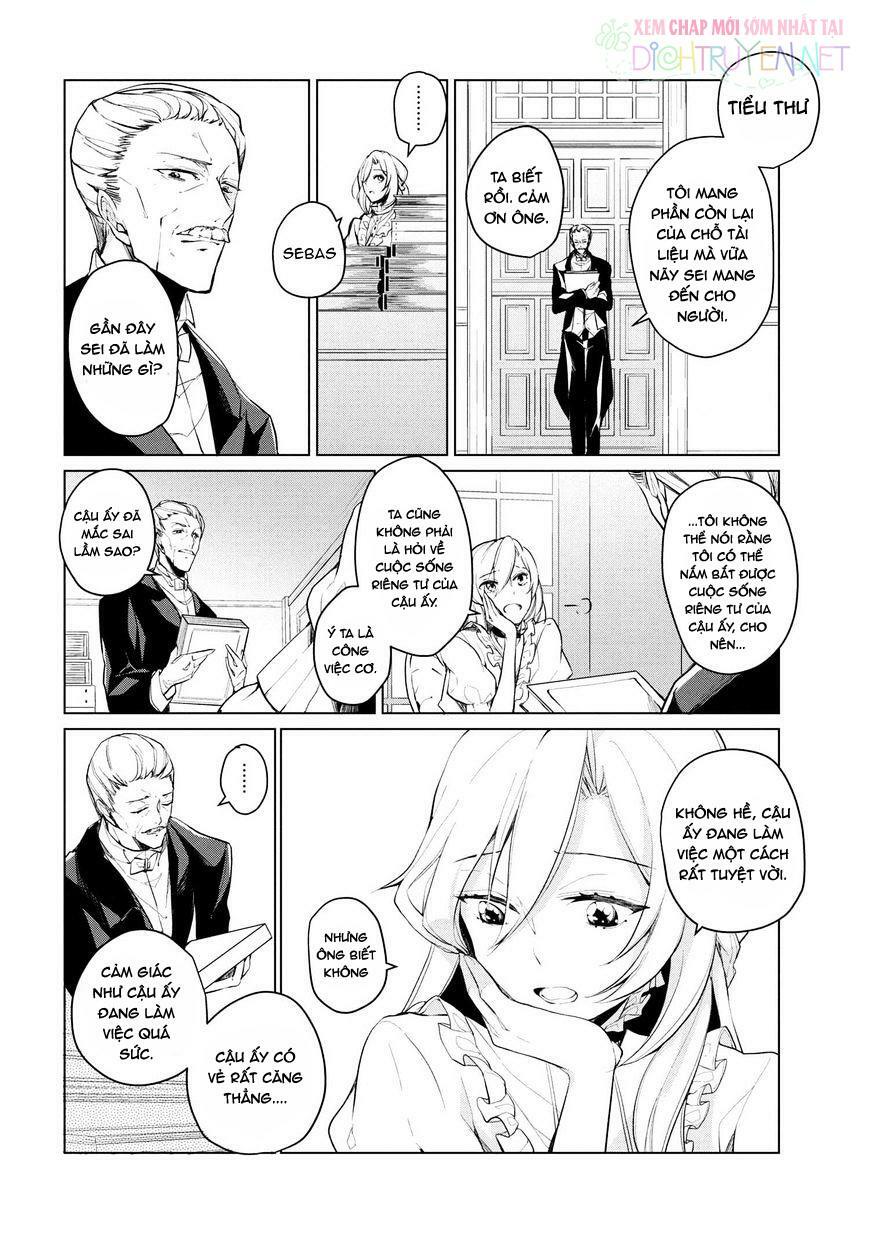 XEM CHAP MỚI SỚM NHẤT TẠI
DICHTRUYEN.NET
TIỂU THƯ
TÔI MANG
PHẦN CÒN LẠI
CỦA CHỖ TÀI
LIỆU MÀ VỪA
NÃY SEI MANG
ĐẾN CHO
NGƯỜI.
TA BIẾT
RỒI. CẢM
ƠN ÔNG.
.........
SEBAS
GẦN ĐÂY
SEI ĐÃ LÀM
NHỮNG GÌ?
...TÔI KHÔNG
THỂ NÓI RẰNG
TÔI CÓ THỂ
NẮM BẮT ĐƯỢC
CUỘC SỐNG
RIÊNG TƯ CỦA
CẬU ẤY, CHO
NÊN...
TA CŨNG
KHÔNG PHẢI
LÀ HỎI VỀ
CUỘC SỐNG
RIÊNG TƯ CỦA
CẬU ẤY.
Ý TA LÀ
CÔNG
VIỆC CƠ.
CẬU ẤY ĐÃ
MẮC SAI
LẦM SAO?
KHÔNG HỀ, CẬU
ẤY ĐANG LÀM
VIỆC MỘT CÁCH
RẤT TUYỆT VỜI.
NHƯNG
ÔNG BIẾT
KHÔNG
.......
CẬU ẤY CÓ
VẺ RẤT CĂNG
THẲNG....
CẢM GIÁC
NHƯ CẬU ẤY
ĐANG LÀM
VIỆC QUÁ
SỨC.